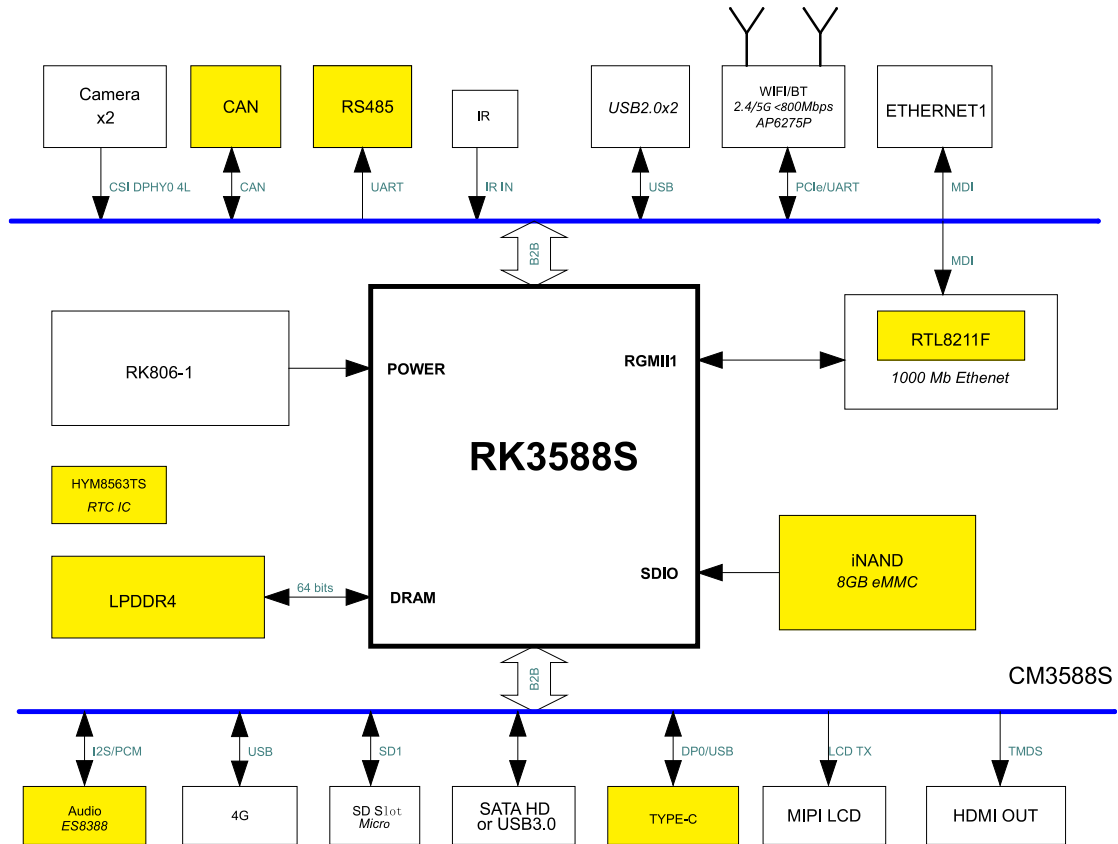 Camera
x2
CAN
RS485
IR
USB2.0x2
WIFI/BT
2.4/5G <800Mbps
AP6275P
ETHERNET1
CSI DPHY0 4L
CAN
UART
IR IN
USB
PCIe/UART
MDI
B2B
MDI
RK806-1
POWER
RGMII1
RTL8211F
1000 Mb Ethenet
RK3588S
HYM8563TS
RTC IC
LPDDR4
64 bits
DRAM
SDIO
iNAND
8GB eMMC
B2B
CM3588S
I2S/PCM
USB
SD1
DP0/USB
LCD TX
TMDS
Audio
ES8388
4G
SD Slot
Micro
SATA HD
or USB3.0
TYPE-C
MIPI LCD
HDMI OUT